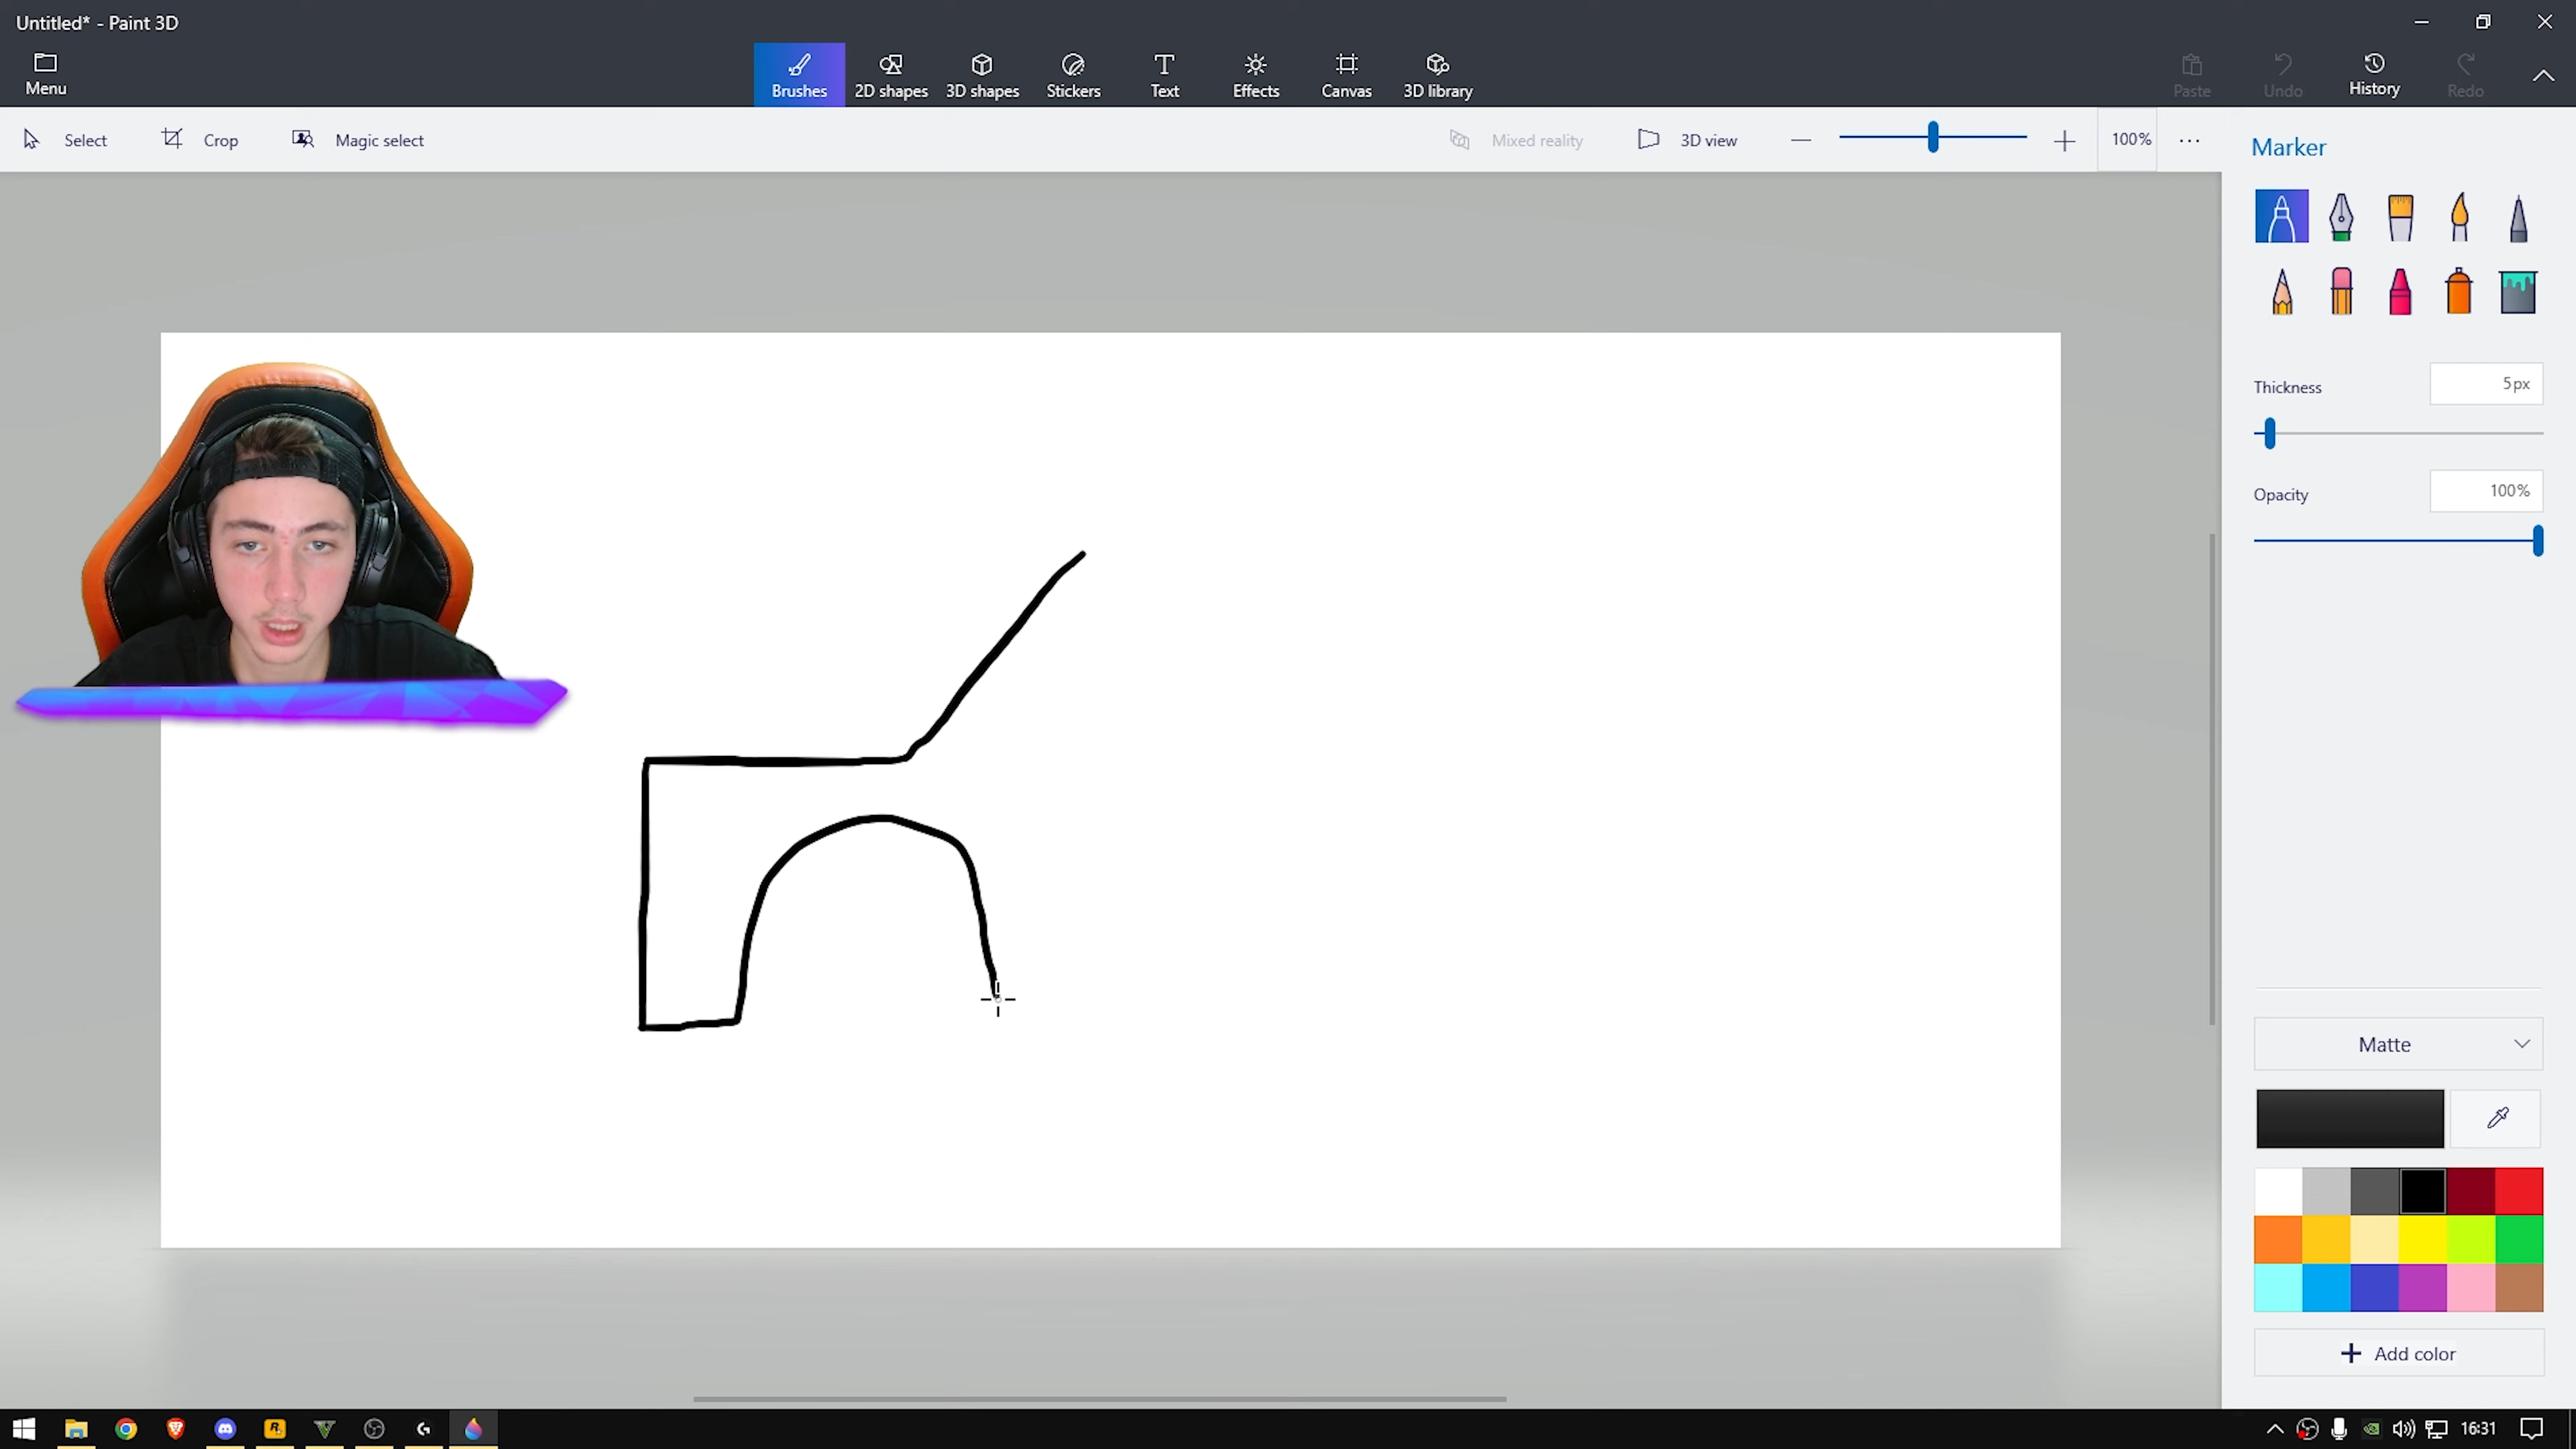 Untitled* - Paint 3D
Menu
Brushes
2D shapes
3D shapes
Stickers
Text
Effects
Canvas
3D library
Paste
Undo
History
Redo
Select
Crop
Magic select
Mixed reality
3D view
100%
Marker
Thickness
5px
Opacity
100%
Matte
Add color
16:31